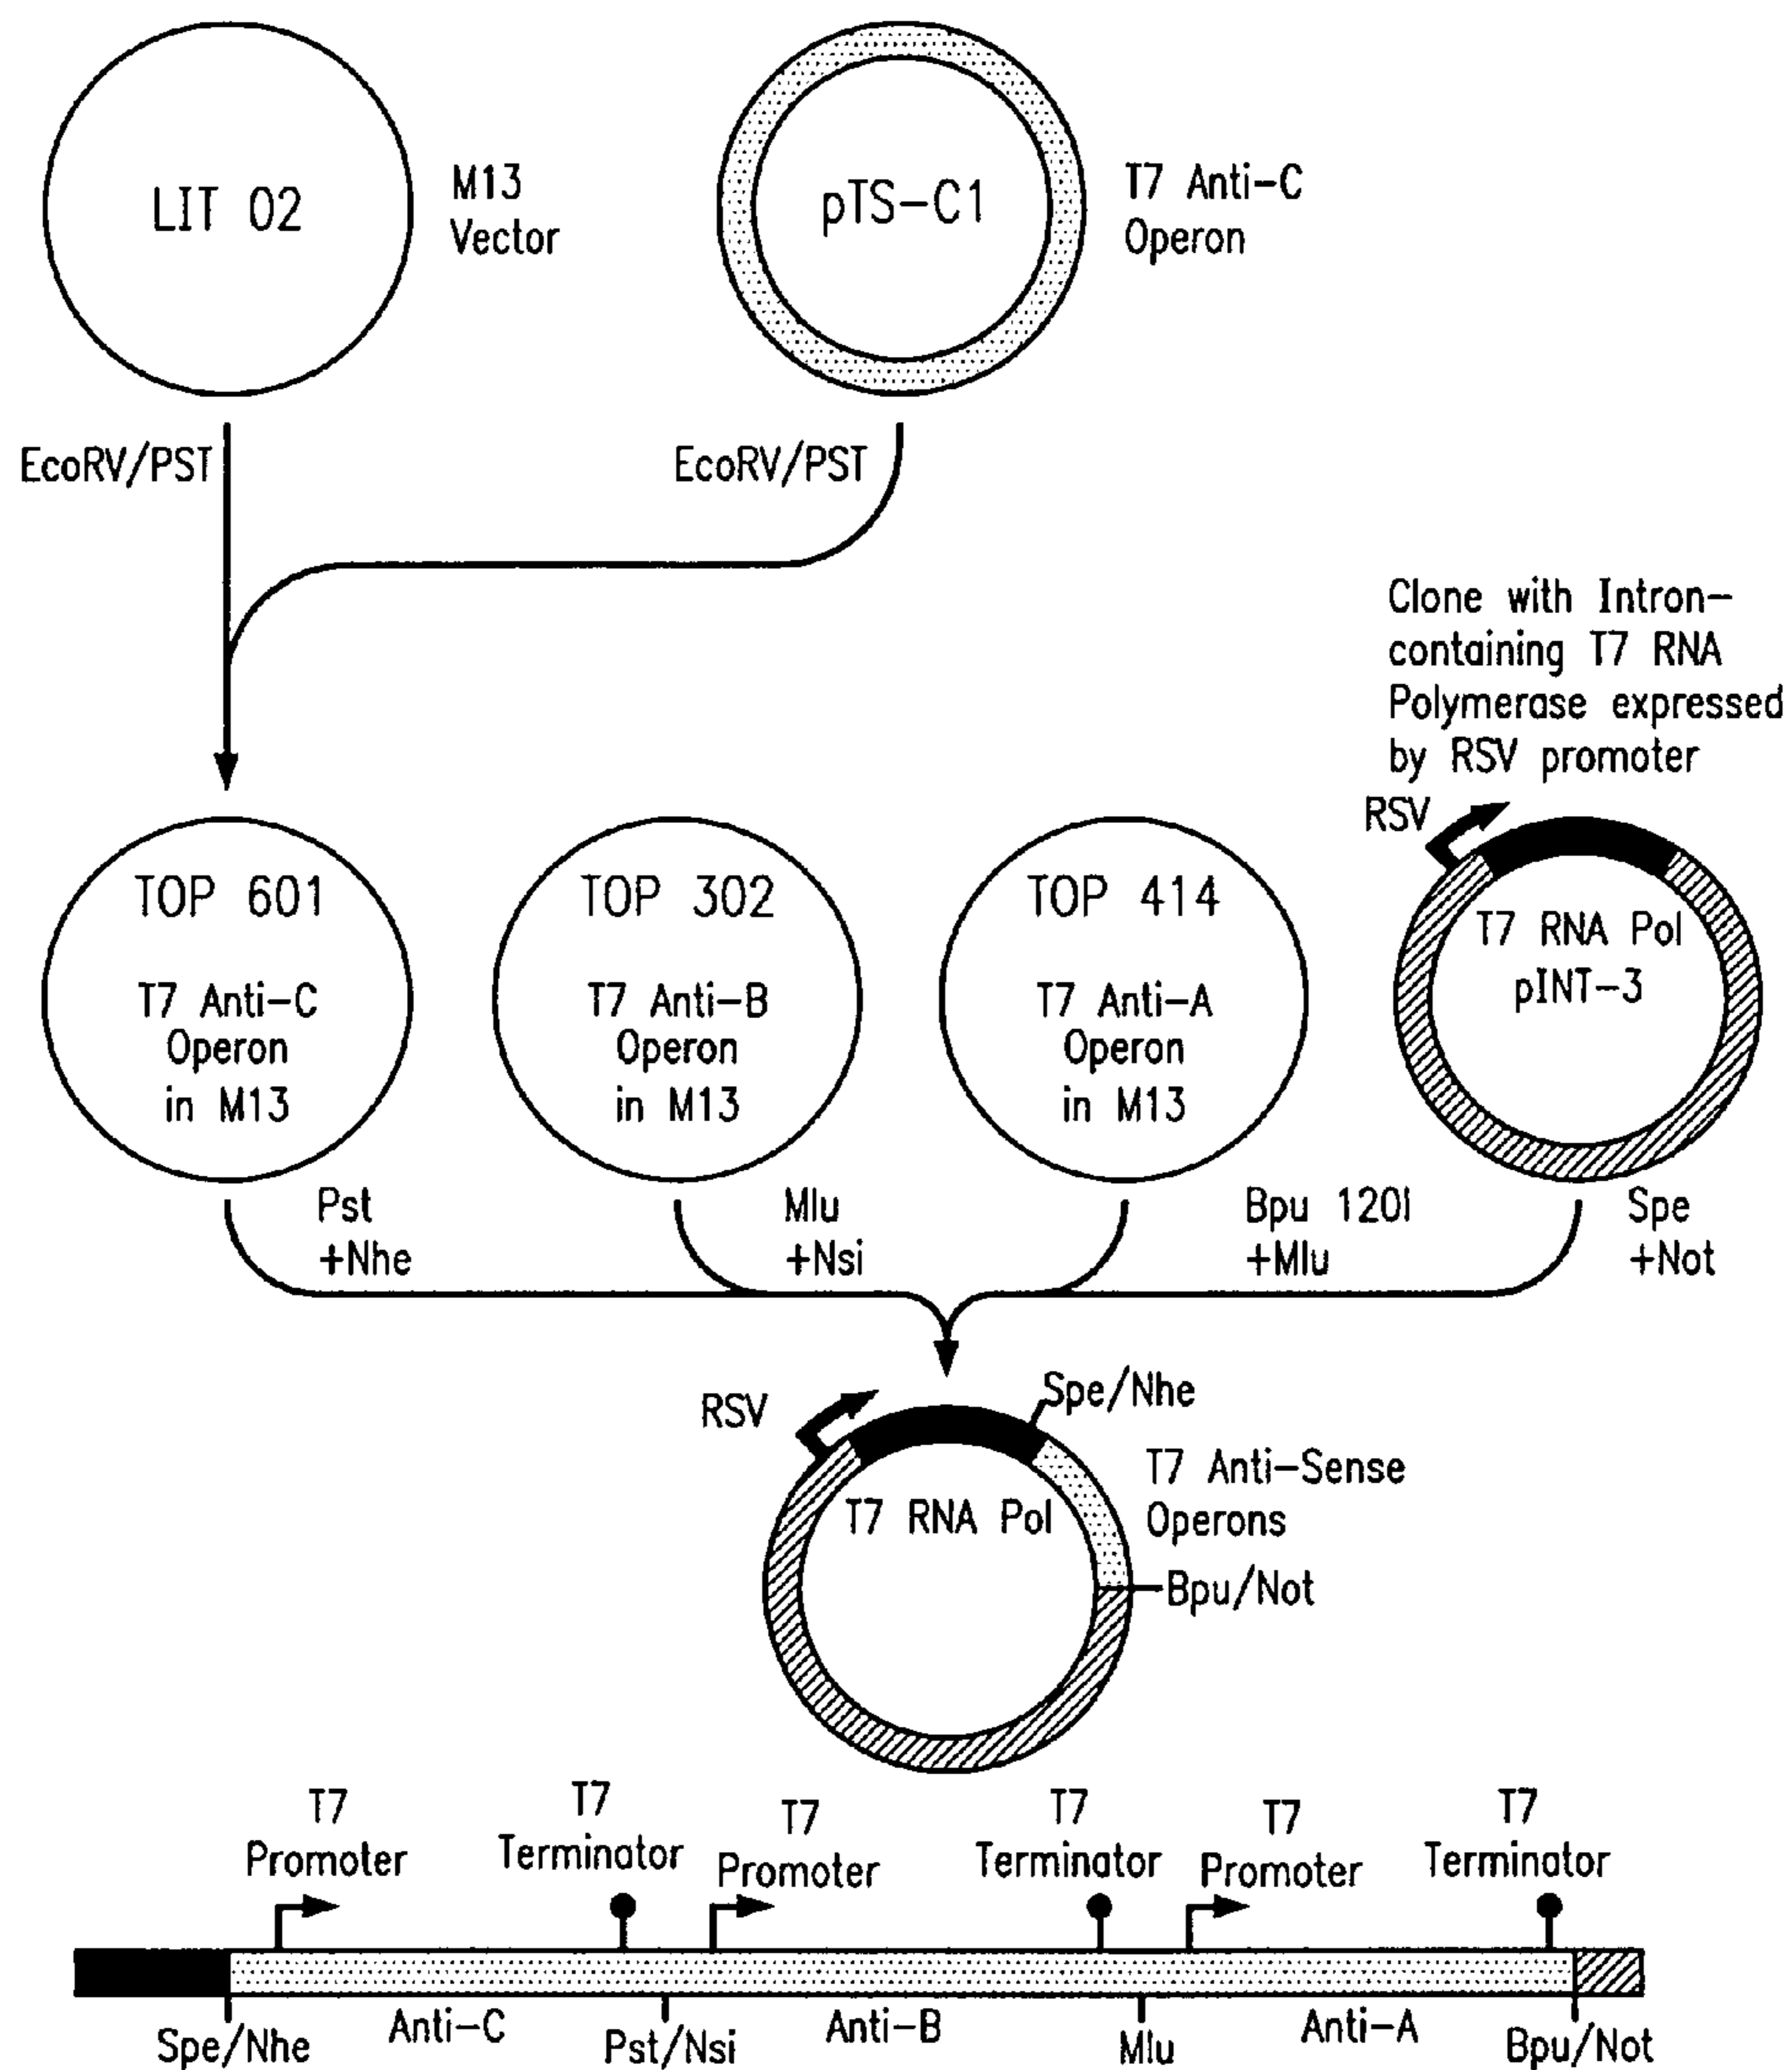 LIT 02
M13
Vector
pTS-C1
T7 Anti-C
Operon
EcoRV/PST
EcoRV/PST
Clone with Intron-
containing T7 RNA
Polymerase expressed
by RSV promoter
RSV
TOP 601
T7 Anti-C
Operon
in M13
TOP 302
T7 Anti-B
Operon
in M13
TOP 414
T7 Anti-A
Operon
in M13
T7 RNA Pol
pINT-3
Pst
+Nhe
Mlu
+Nsi
Bpu 120I
+Mlu
Spe
+Not
RSV
Spe/Nhe
T7 RNA Pol
T7 Anti-Sense
Operons
Bpu/Not
T7
Promoter
T7
Terminator
T7
Promoter
T7
Terminator
T7
Promoter
T7
Terminator
Spe/Nhe
Anti-C
Pst/Nsi
Anti-B
Mlu
Anti-A
Bpu/Not